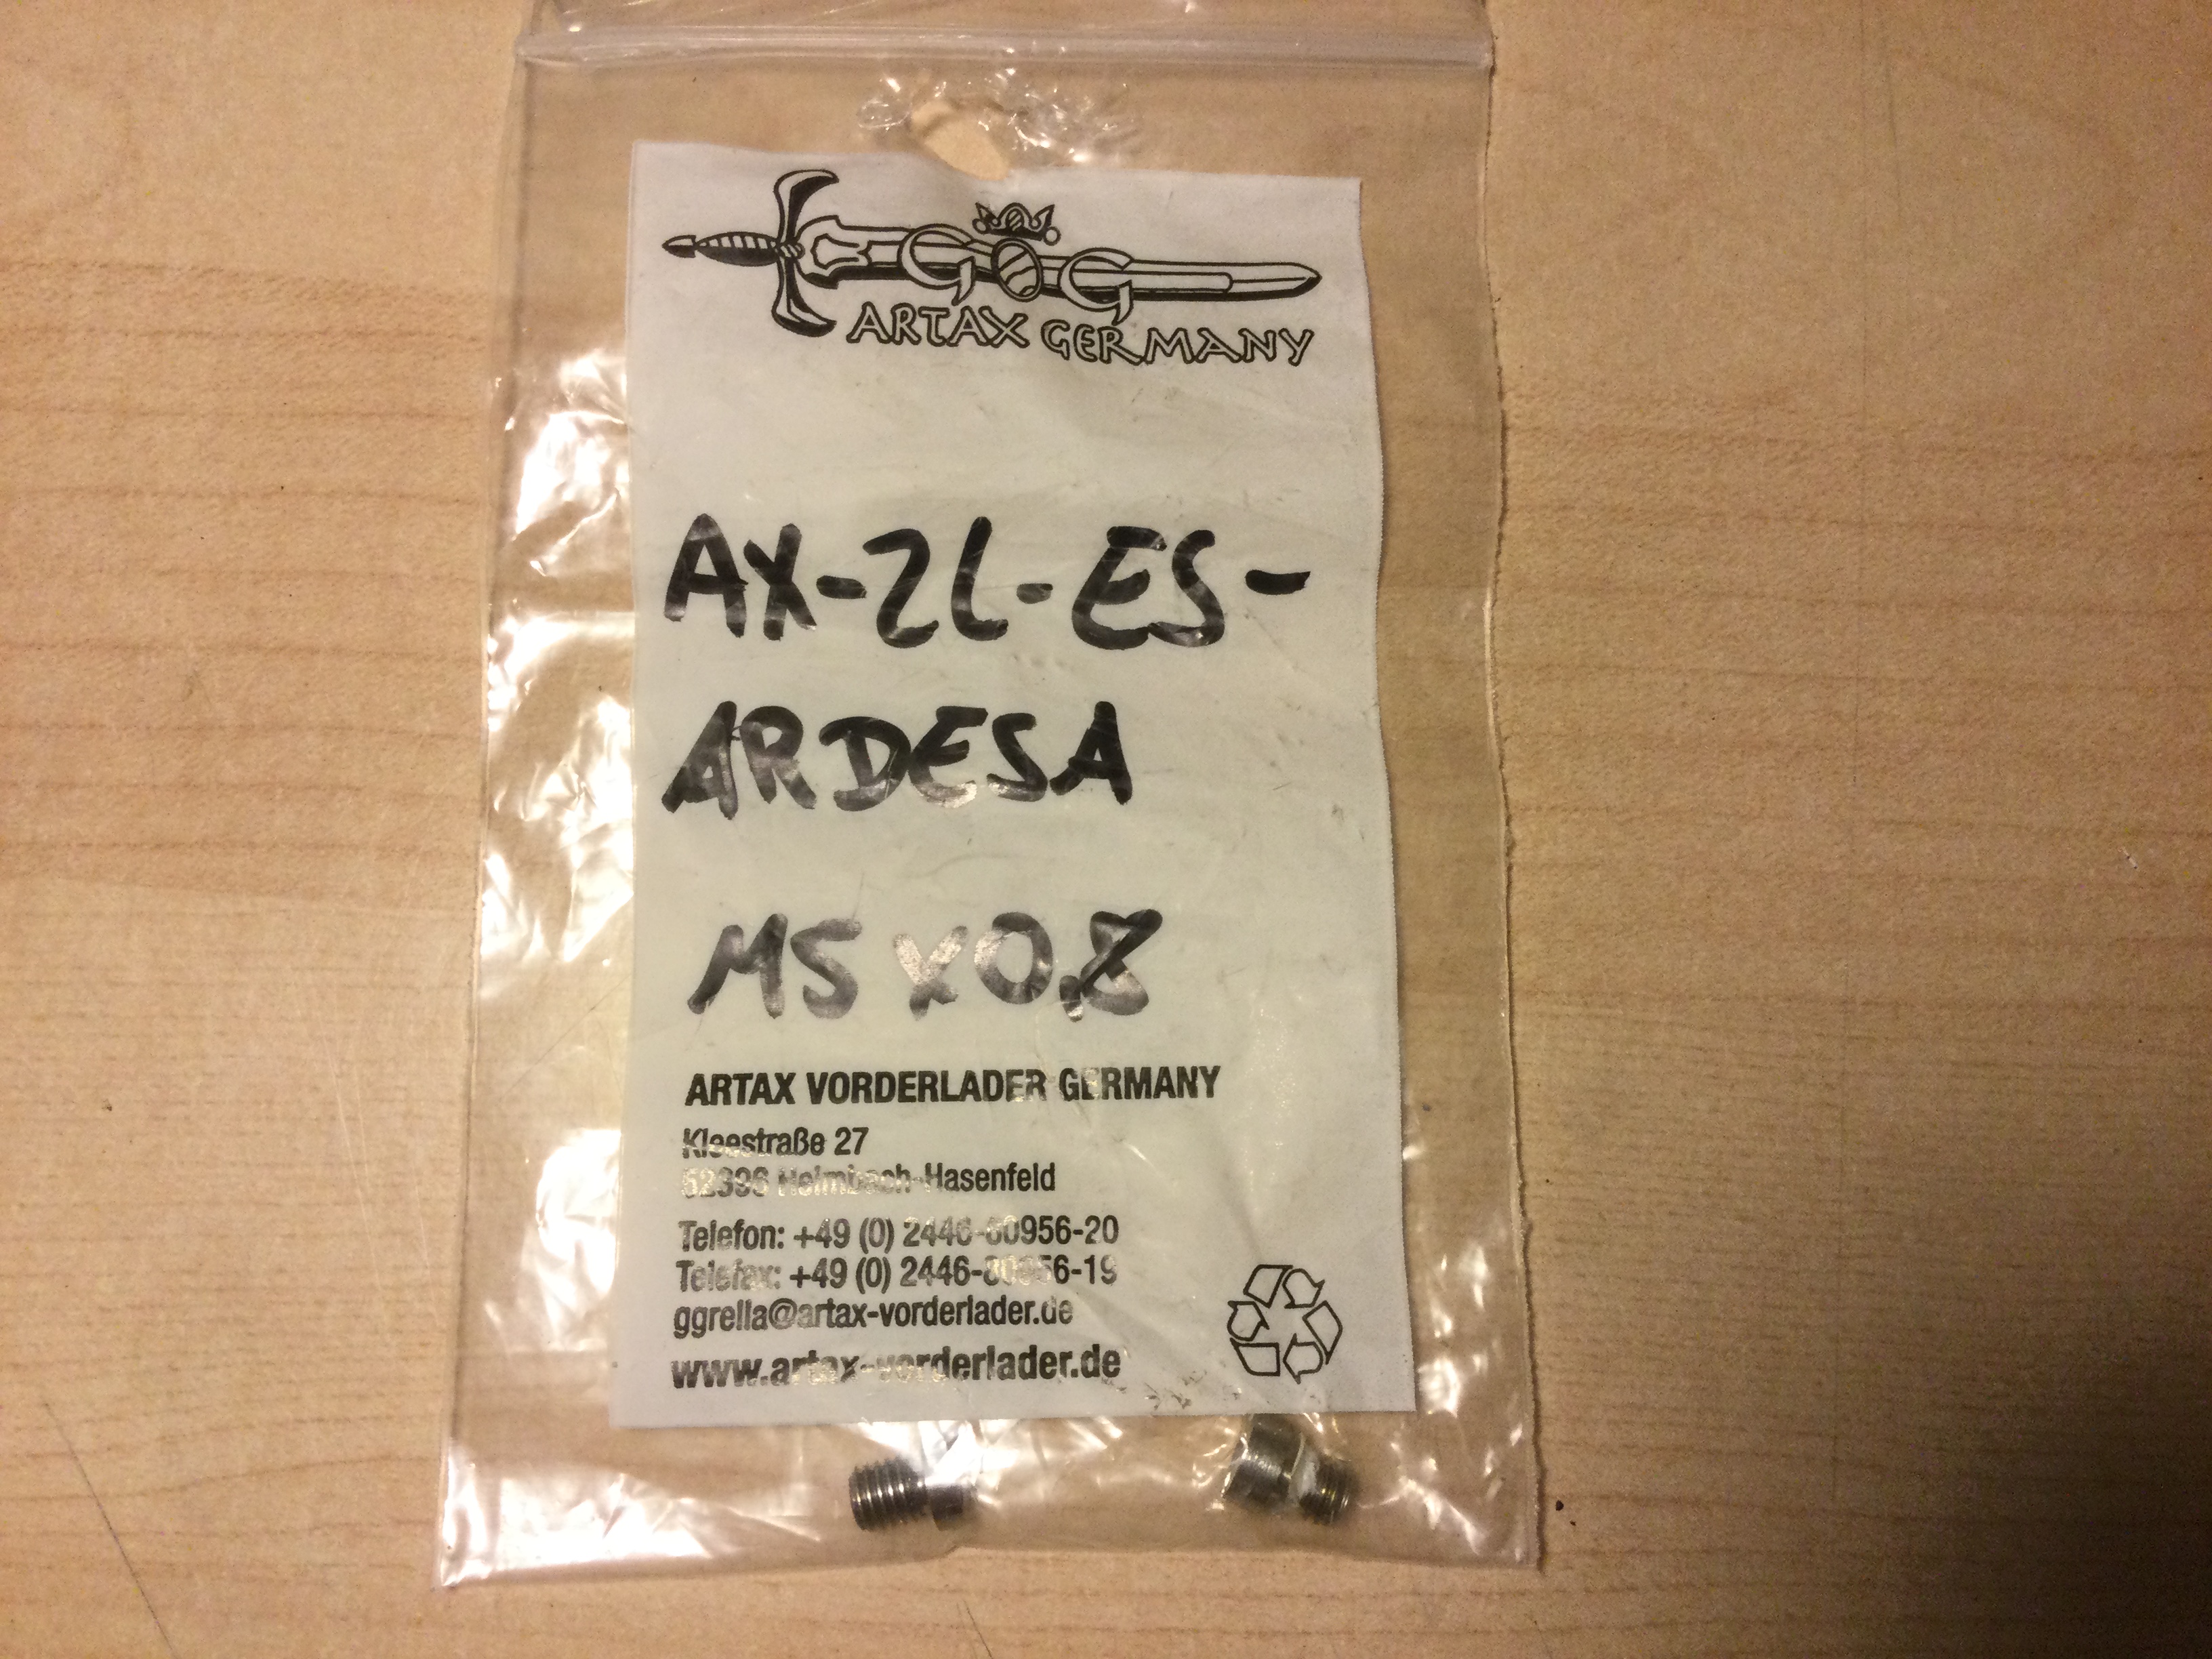 GOG
ARTAX GERMANY
AX-ZL-ES-
ARDESA
M5 x 0,8
ARTAX VORDERLADER GERMANY
Kleestraße 27
52396 Heimbach-Hasenfeld
Telefon: +49 (0) 2446-80956-20
Telefax: +49 (0) 2446-80956-19
ggrella@artax-vorderlader.de
www.artax-vorderlader.de